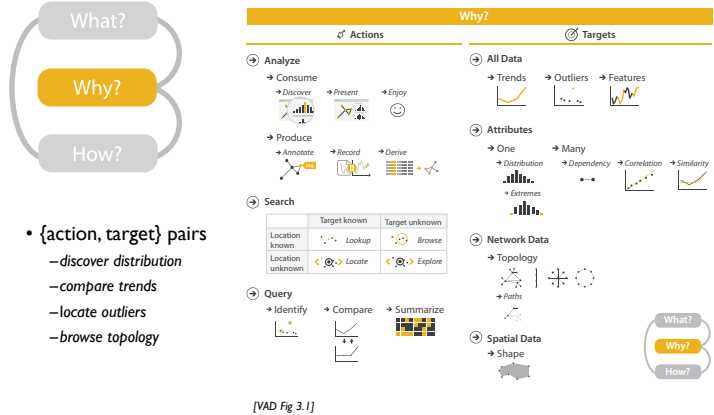 What?
Why?
How?
• {action, target} pairs
–discover distribution
–compare trends
–locate outliers
–browse topology
Why?
Actions
Targets
Analyze
Consume
Discover
Present
Enjoy
Produce
Annotate
Record
Derive
tag
Search
Target known
Target unknown
Location known
Lookup
Browse
Location unknown
Locate
Explore
Query
Identify
Compare
Summarize
All Data
Trends
Outliers
Features
Attributes
One
Many
Distribution
Dependency
Correlation
Similarity
Extremes
Network Data
Topology
Paths
Spatial Data
Shape
What?
Why?
How?
[VAD Fig 3.1]